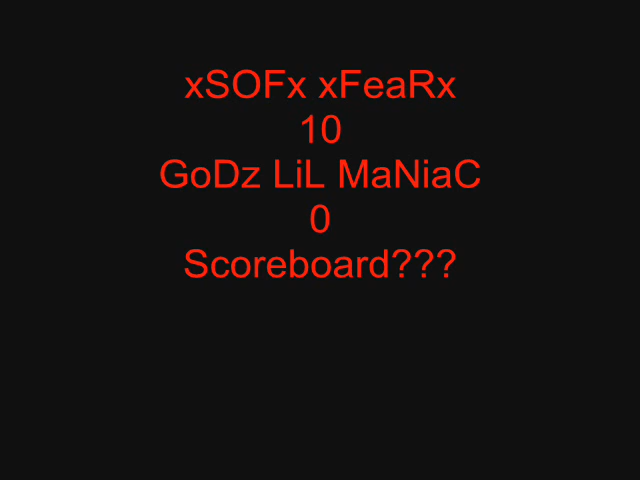 xSOFx xFeaRx
10
GoDz LiL MaNiaC
0
Scoreboard???